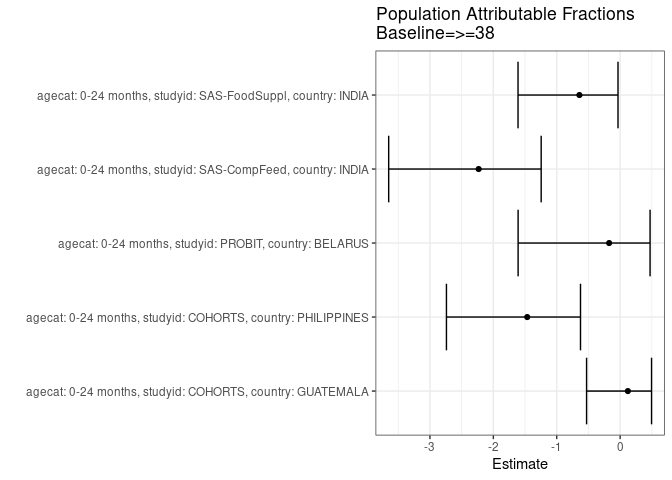 Population Attributable Fractions
Baseline=>=38
agecat: 0-24 months, studyid: SAS-FoodSuppl, country: INDIA
agecat: 0-24 months, studyid: SAS-CompFeed, country: INDIA
agecat: 0-24 months, studyid: PROBIT, country: BELARUS
agecat: 0-24 months, studyid: COHORTS, country: PHILIPPINES
agecat: 0-24 months, studyid: COHORTS, country: GUATEMALA
-3 -2 -1 0
Estimate